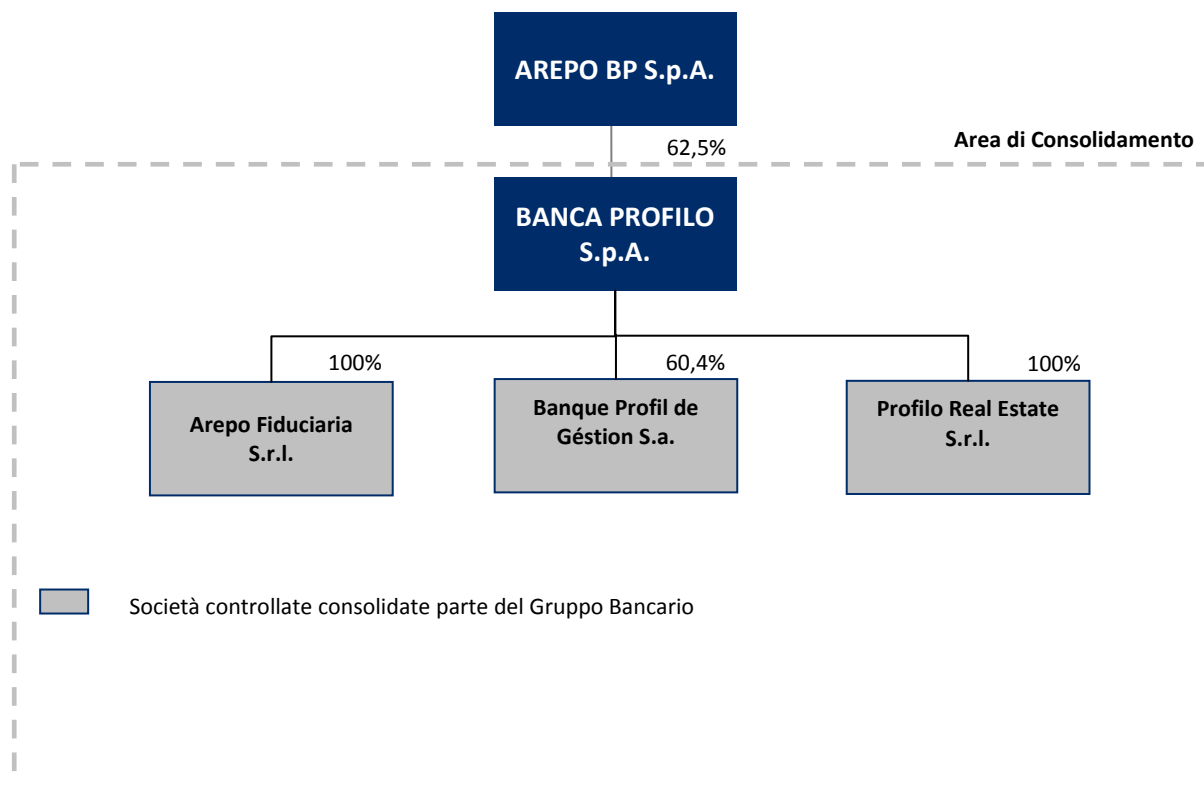 AREPO BP S.p.A.
62,5%
Area di Consolidamento
BANCA PROFILO
S.p.A.
100%
60,4%
100%
Arepo Fiduciaria
S.r.l.
Banque Profil de
Géstion S.a.
Profilo Real Estate
S.r.l.
Società controllate consolidate parte del Gruppo Bancario